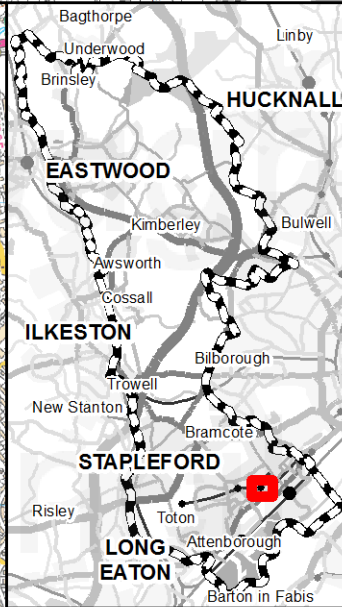 Bagthorpe
Linby
Underwood
Brinsley
HUCKNALL
EASTWOOD
Kimberley
Bulwell
Awsworth
Cossall
ILKESTON
Bilborough
Trowell
New Stanton
Bramcote
STAPLEFORD
Risley
Toton
Attenborough
LONG
EATON
Barton in Fabis